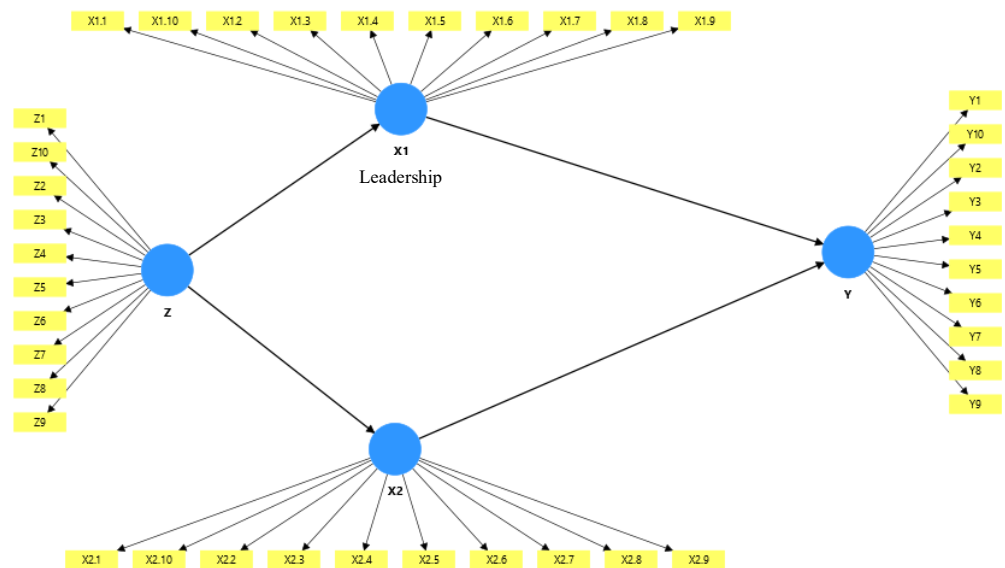 X1.1 X1.10 X1.2 X1.3 X1.4 X1.5 X1.6 X1.7 X1.8 X1.9
X1
Leadership
Z1
Z10
Z2
Z3
Z4
Z5
Z6
Z7
Z8
Z9
Z
Y1
Y10
Y2
Y3
Y4
Y5
Y6
Y7
Y8
Y9
Y
X2
X2.1 X2.10 X2.2 X2.3 X2.4 X2.5 X2.6 X2.7 X2.8 X2.9